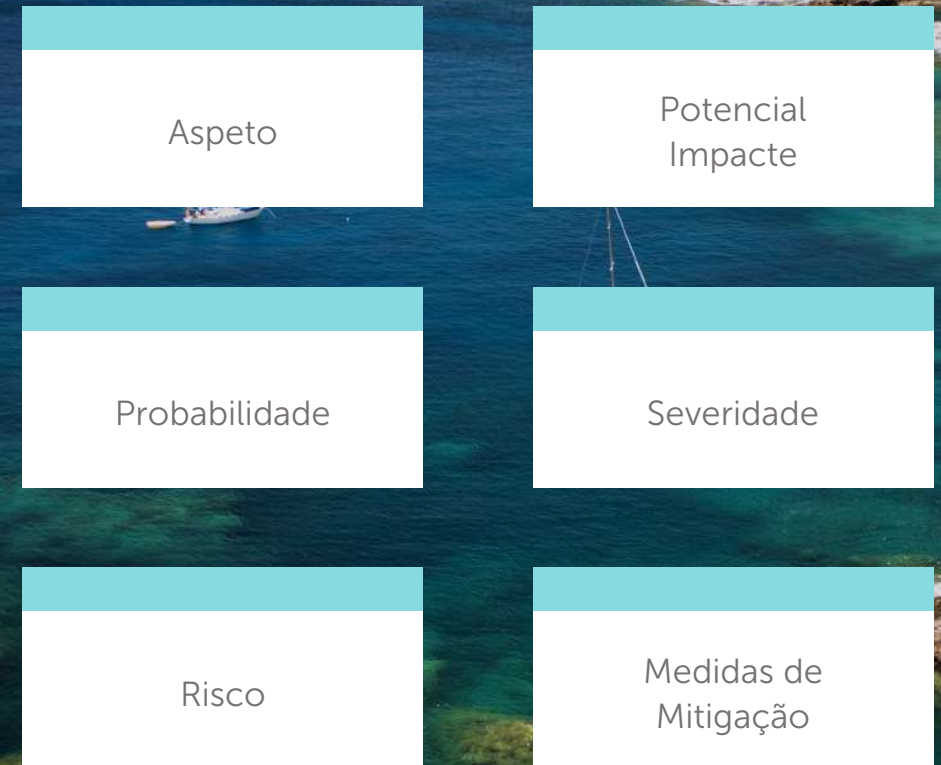 Aspeto
Potencial
Impacte
Probabilidade
Severidade
Risco
Medidas de
Mitigação